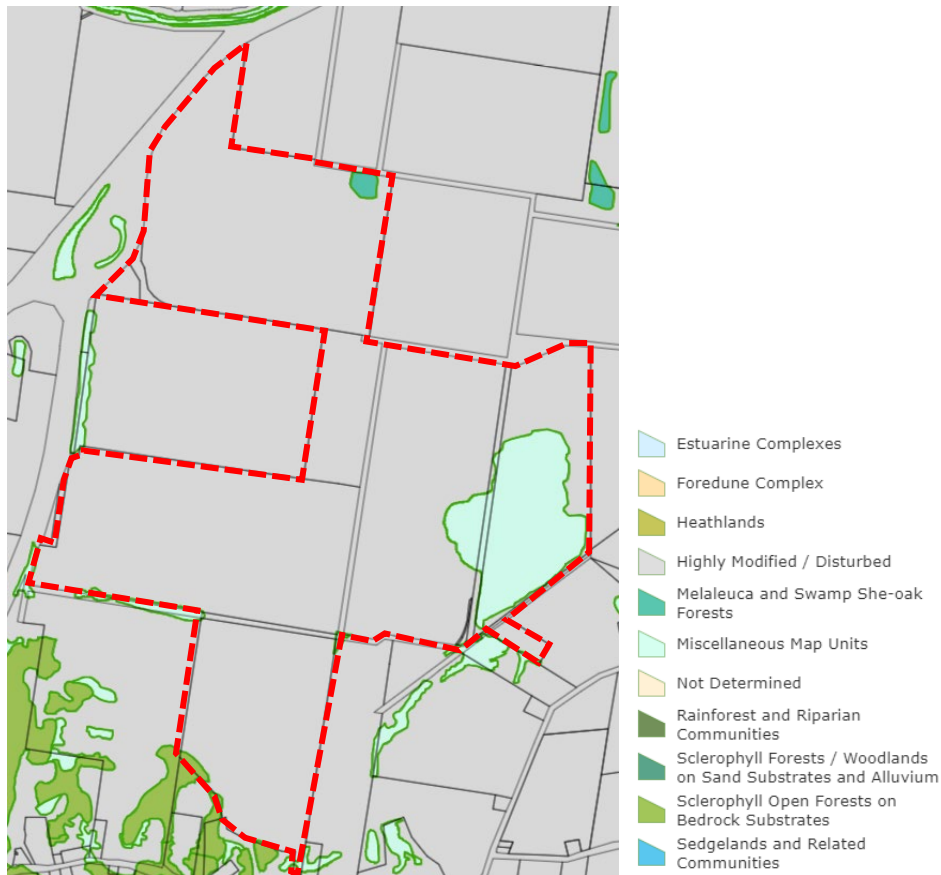 Estuarine Complexes
Foredune Complex
Heathlands
Highly Modified / Disturbed
Melaleuca and Swamp She-oak
Forests
Miscellaneous Map Units
Not Determined
Rainforest and Riparian
Communities
Sclerophyll Forests / Woodlands
on Sand Substrates and Alluvium
Sclerophyll Open Forests on
Bedrock Substrates
Sedgelands and Related
Communities